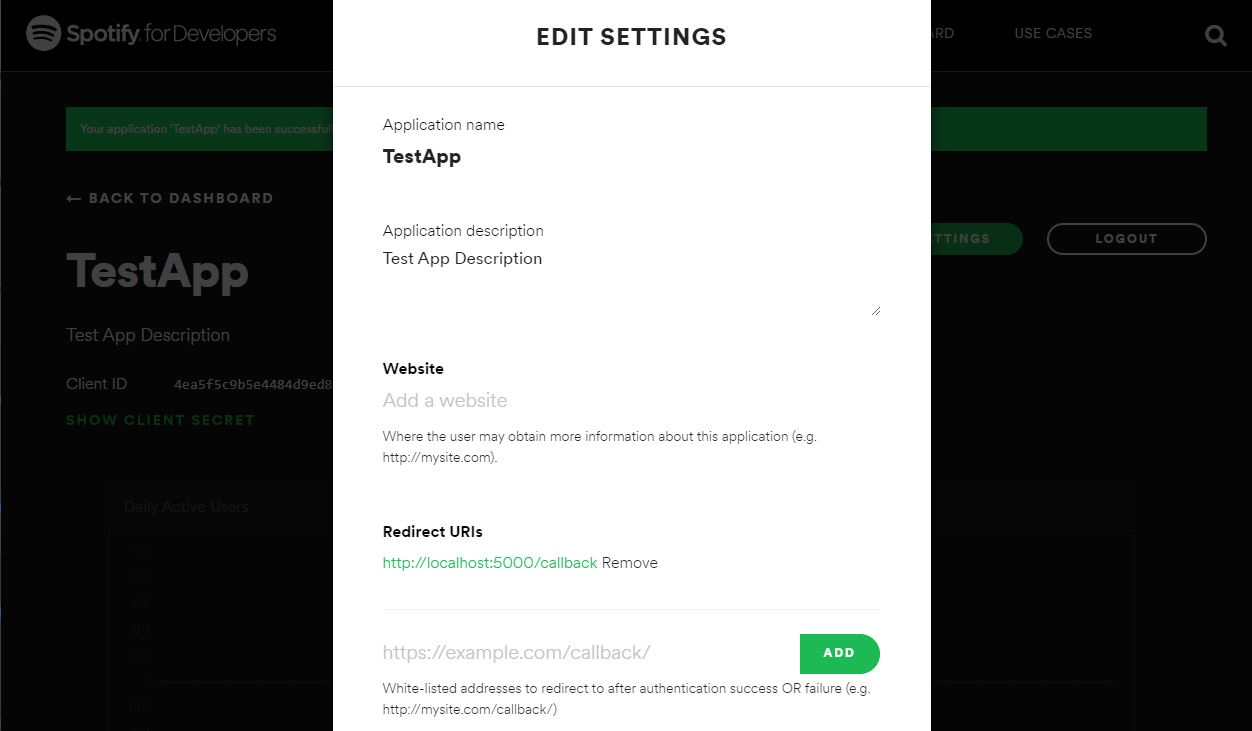 Spotify for Developers
USE CASES
EDIT SETTINGS
Your application 'TestApp' has been
← BACK TO DASHBOARD
LOGOUT
TestApp
Test App Description
Client ID 4ea5f5c9b5e4484d9ed8
SHOW CLIENT SECRET
Daily Active Users
Application name
TestApp
Application description
Test App Description
Website
Add a website
Where the user may obtain more information about this application (e.g.
http://mysite.com).
Redirect URIs
http://localhost:5000/callback Remove
https://example.com/callback/
ADD
White-listed addresses to redirect to after authentication success OR failure (e.g.
http://mysite.com/callback/)